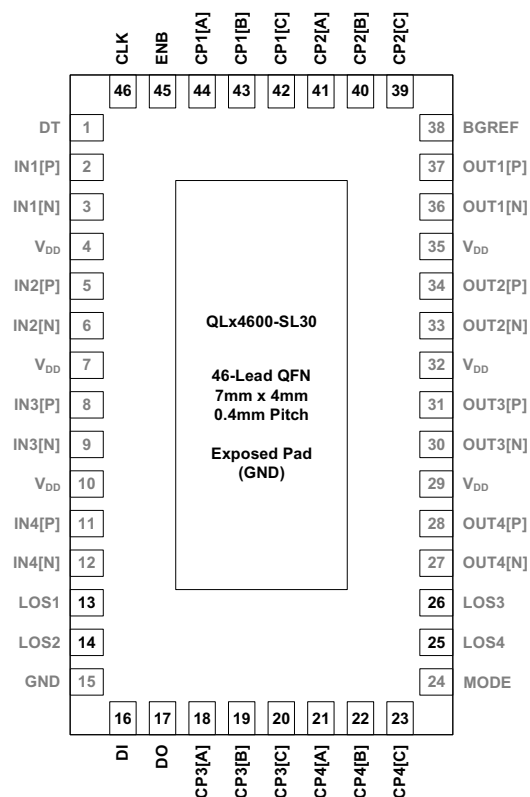 CLK ENB CP1[A] CP1[B] CP1[C] CP2[A] CP2[B] CP2[C]
46 45 44 43 42 41 40 39
DT 1 38 BGREF
IN1[P] 2 37 OUT1[P]
IN1[N] 3 36 OUT1[N]
VDD 4 35 VDD
IN2[P] 5 34 OUT2[P]
IN2[N] 6 33 OUT2[N]
VDD 7 32 VDD
IN3[P] 8 31 OUT3[P]
IN3[N] 9 30 OUT3[N]
VDD 10 29 VDD
IN4[P] 11 28 OUT4[P]
IN4[N] 12 27 OUT4[N]
LOS1 13 26 LOS3
LOS2 14 25 LOS4
GND 15 24 MODE
QLx4600-SL30
46-Lead QFN
7mm x 4mm
0.4mm Pitch
Exposed Pad
(GND)
16 17 18 19 20 21 22 23
DI DO CP3[A] CP3[B] CP3[C] CP4[A] CP4[B] CP4[C]